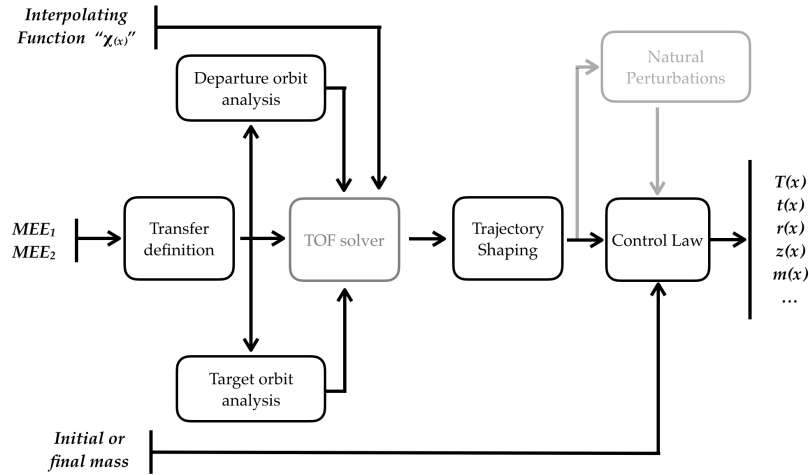 Interpolating
Function “χ(x)”
Departure orbit
analysis
Natural
Perturbations
MEE1
MEE2
Transfer
definition
TOF solver
Trajectory
Shaping
Control Law
T(x)
t(x)
r(x)
z(x)
m(x)
…
Target orbit
analysis
Initial or
final mass